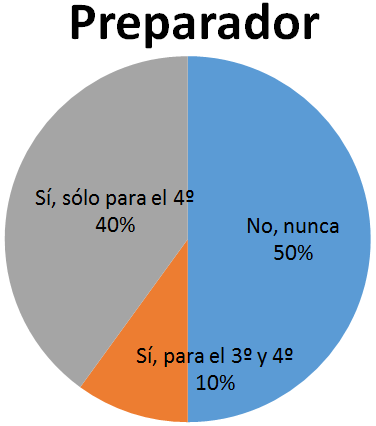 Preparador
Sí, sólo para el 4º
40%
No, nunca
50%
Sí, para el 3º y 4º
10%